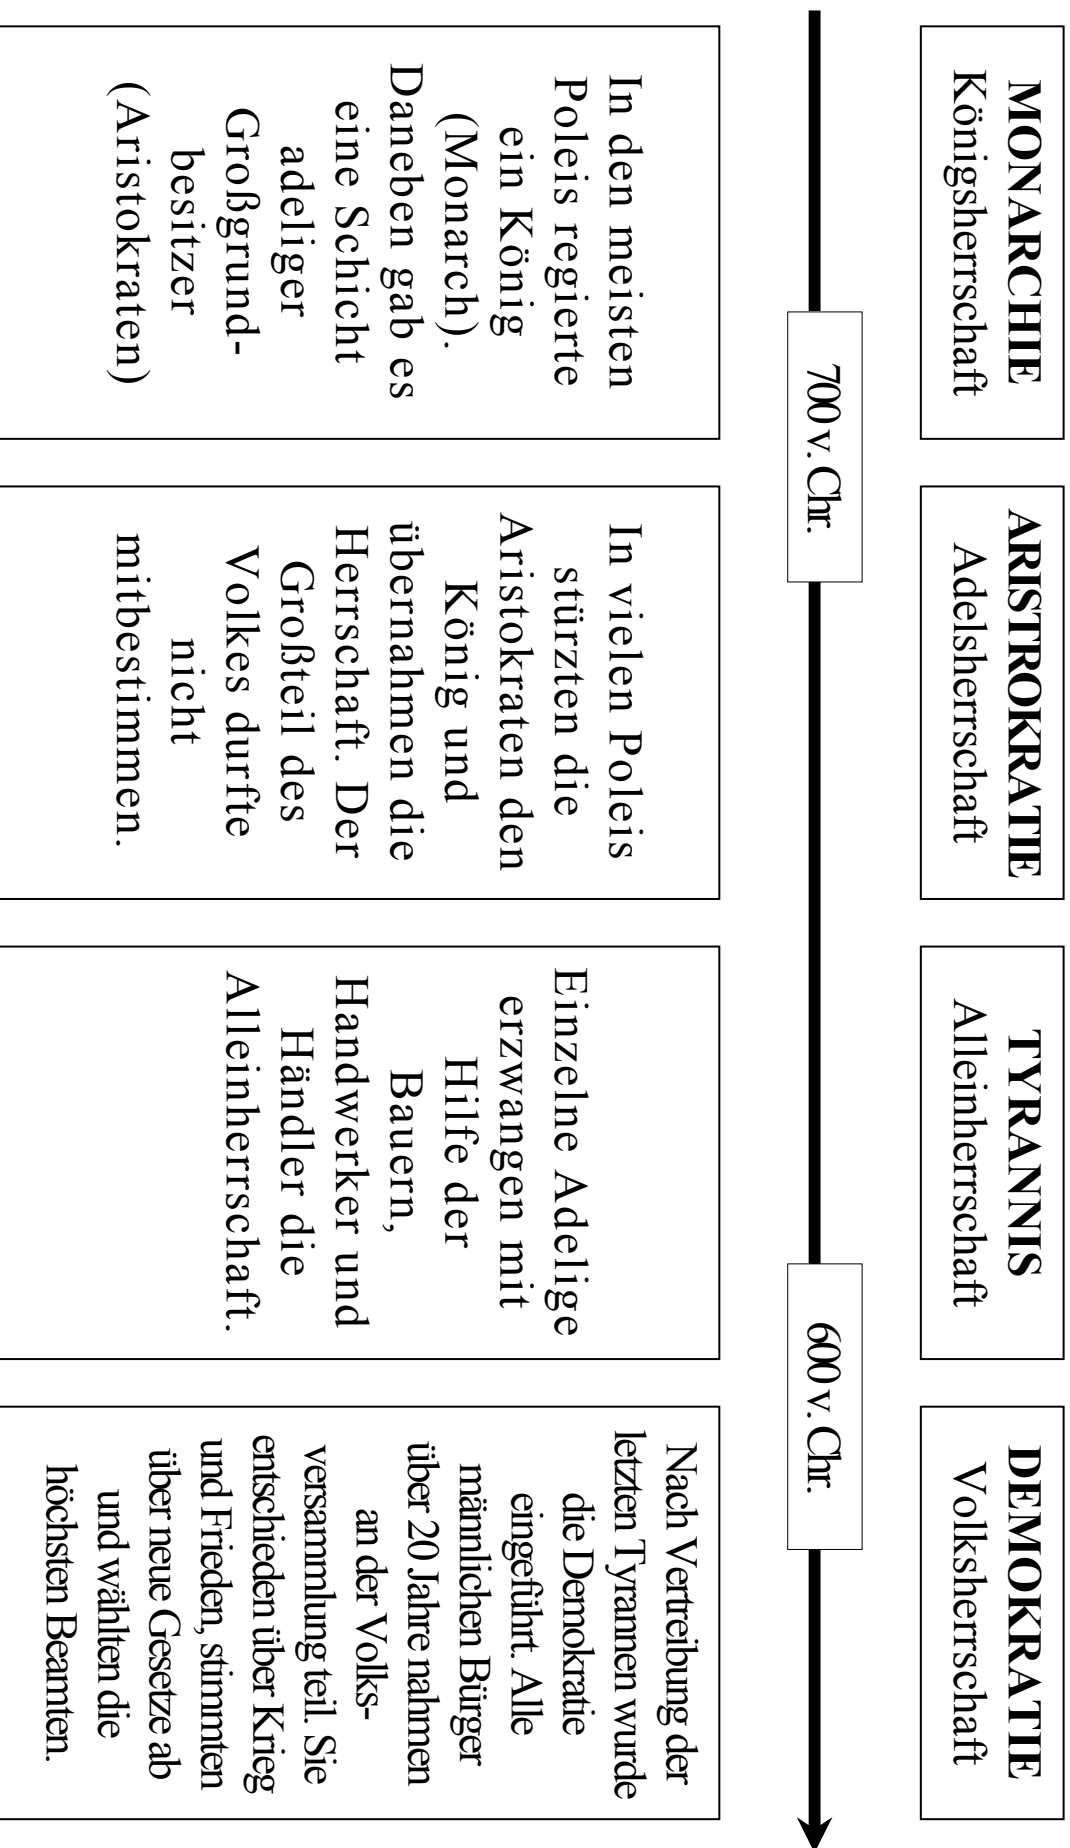 MONARCHIE
Königsherrschaft
ARISTROKRATIE
Adelsherrschaft
TYRANNIS
Alleinherrschaft
DEMOKRATIE
Volksherrschaft
700 v. Chr.
600 v. Chr.
In den meisten
Poleis regierte
ein König
(Monarch).
Daneben gab es
eine Schicht
adeliger
Großgrund-
besitzer
(Aristokraten)
In vielen Poleis
stürzten die
Aristokraten den
König und
übernahmen die
Herrschaft. Der
Großteil des
Volkes durfte
nicht
mitbestimmen.
Einzelne Adelige
erzwangen mit
Hilfe der
Bauern,
Handwerker und
Händler die
Alleinherrschaft.
Nach Vertreibung der
letzten Tyrannen wurde
die Demokratie
eingeführt. Alle
männlichen Bürger
über 20 Jahre nahmen
an der Volks-
versammlung teil. Sie
entschieden über Krieg
und Frieden, stimmten
über neue Gesetze ab
und wählten die
höchsten Beamten.